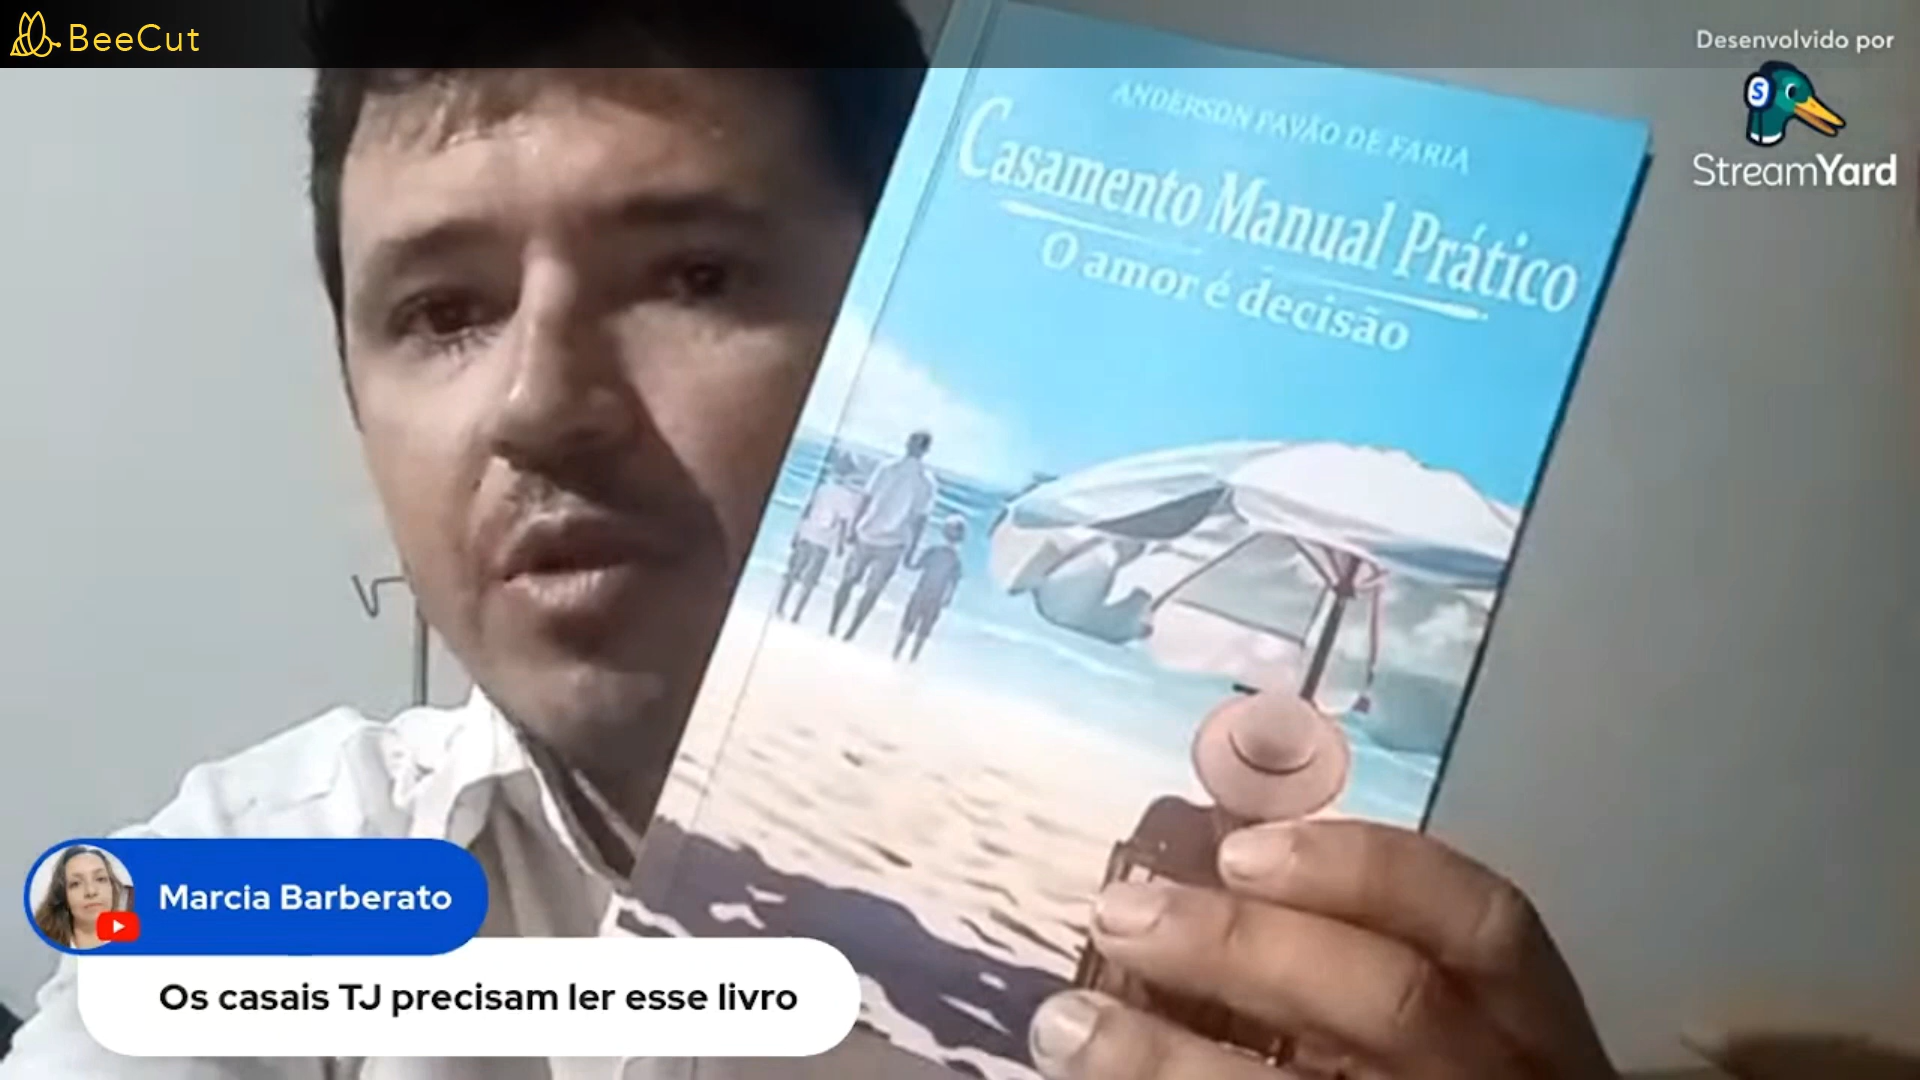 BeeCut
Desenvolvido por
S
StreamYard
ANDERSON PAVÃO DE FARIA
Casamento Manual Prático
O amor é decisão
Marcia Barberato
Os casais TJ precisam ler esse livro